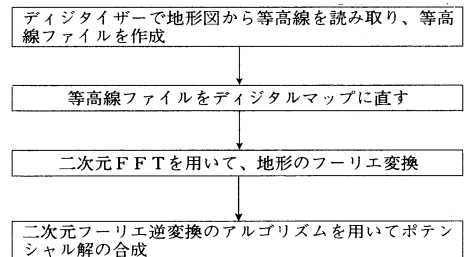 ディジタイザーで地形図から等高線を読み取り、等高
線ファイルを作成
等高線ファイルをディジタルマップに直す
二次元ＦＦＴを用いて、地形のフーリエ変換
二次元フーリエ逆変換のアルゴリズムを用いてポテン
シャル解の合成